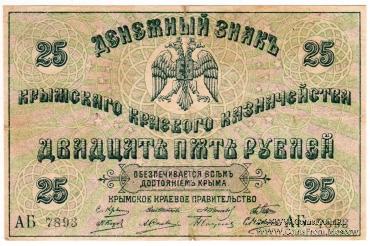 ДЕНЕЖНЫЙ ЗНАКЪ
25 25
КРЫМСКАГО КРАЕВОГО КАЗНАЧЕЙСТВА
ДВАДЦАТЬ ПЯТЬ РУБЛЕЙ
ОБЕЗПЕЧИВАЕТСЯ ВСѢМЪ
ДОСТОЯНІЕМЪ КРЫМА
25 25
КРЫМСКОЕ КРАЕВОЕ ПРАВИТЕЛЬСТВО
АБ 7893